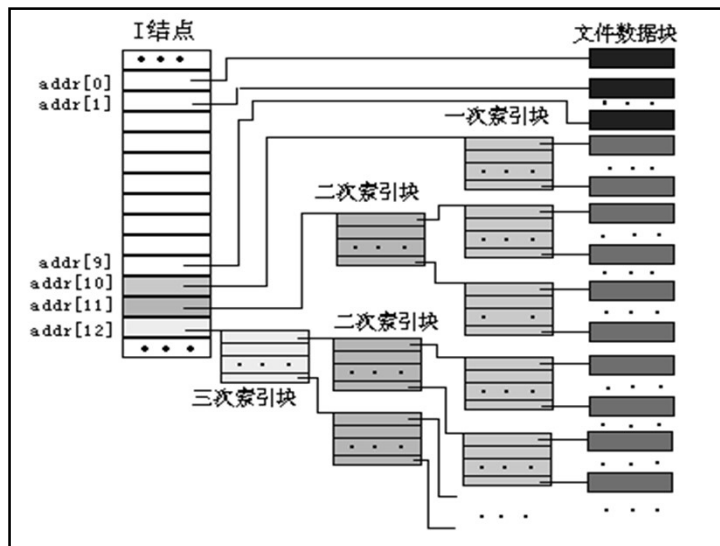 I结点
文件数据块
addr[0]
addr[1]
一次索引块
二次索引块
addr[9]
addr[10]
addr[11]
addr[12]
二次索引块
三次索引块